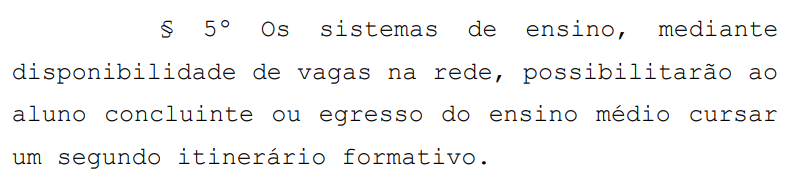 § 5º Os sistemas de ensino, mediante
disponibilidade de vagas na rede, possibilitarão ao
aluno concluinte ou egresso do ensino médio cursar
um segundo itinerário formativo.